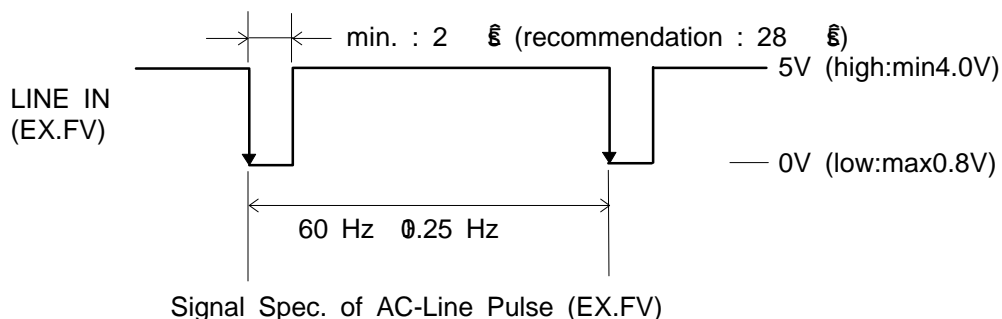 min. : 2 (recommendation : 28 )
5V (high:min4.0V)
LINE IN
(EX.FV)
0V (low:max0.8V)
60 Hz 0.25 Hz
Signal Spec. of AC-Line Pulse (EX.FV)